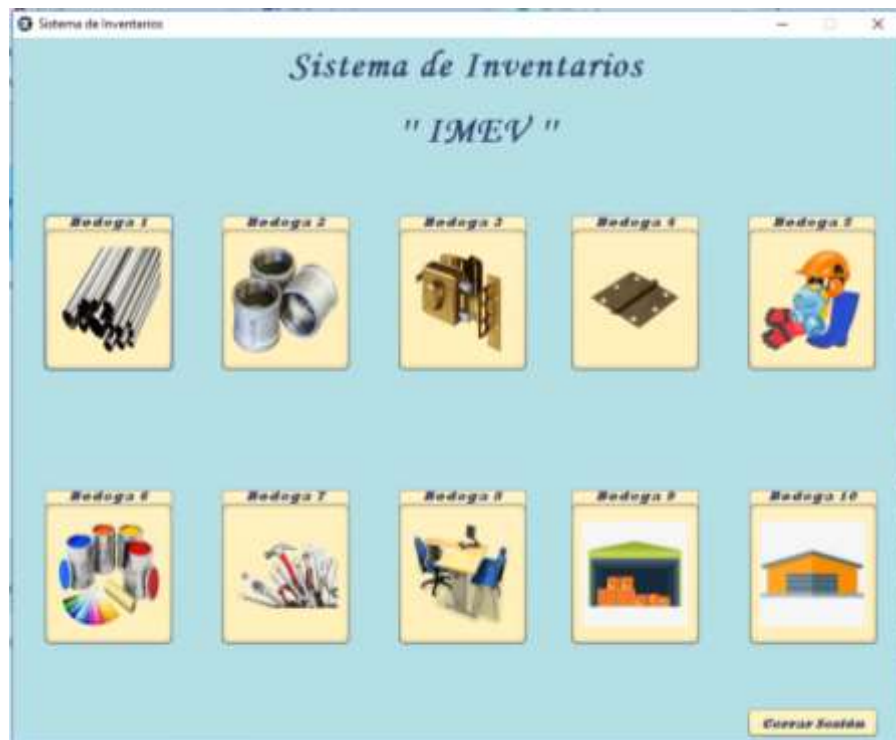 Sistema de Inventarios
Sistema de Inventarios
" IMEV "
Bodega 1 Bodega 2 Bodega 3 Bodega 4 Bodega 5
Bodega 6 Bodega 7 Bodega 8 Bodega 9 Bodega 10
Cerrar Sesión